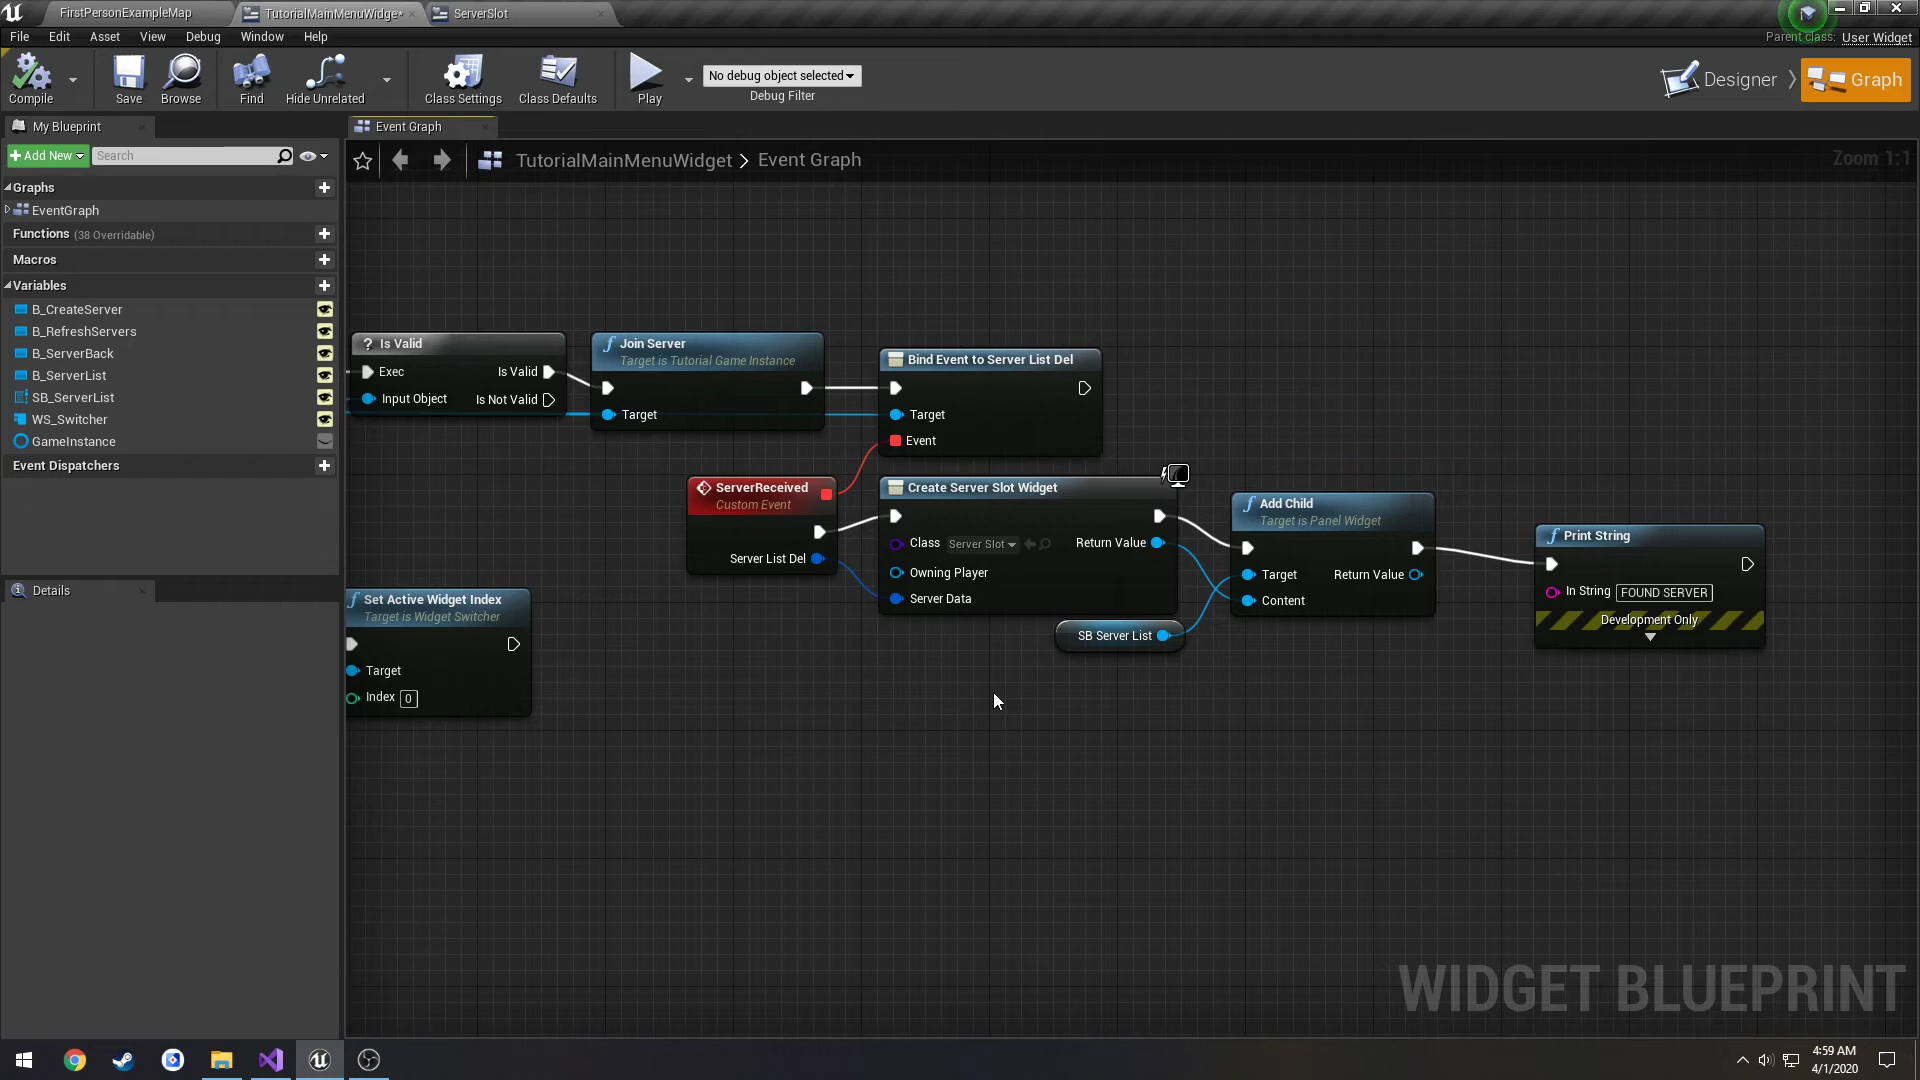 FirstPersonExampleMap
TutorialMainMenuWidge*
ServerSlot
File Edit Asset View Debug Window Help
Parent class: User Widget
Compile
Save
Browse
Find
Hide Unrelated
Class Settings
Class Defaults
Play
No debug object selected
Debug Filter
Designer
Graph
My Blueprint
Event Graph
Add New
Search
TutorialMainMenuWidget > Event Graph
Zoom 1:1
Graphs
EventGraph
Functions (38 Overridable)
Macros
Variables
B_CreateServer
B_RefreshServers
B_ServerBack
B_ServerList
SB_ServerList
WS_Switcher
GameInstance
Event Dispatchers
Details
? Is Valid
Exec
Is Valid
Input Object
Is Not Valid
f Join Server
Target is Tutorial Game Instance
Target
Bind Event to Server List Del
Target
Event
ServerReceived
Custom Event
Server List Del
Create Server Slot Widget
Class Server Slot
Return Value
Owning Player
Server Data
SB Server List
f Add Child
Target is Panel Widget
Target
Return Value
Content
f Print String
In String FOUND SERVER
Development Only
f Set Active Widget Index
Target is Widget Switcher
Target
Index 0
WIDGET BLUEPRINT
4:59 AM
4/1/2020